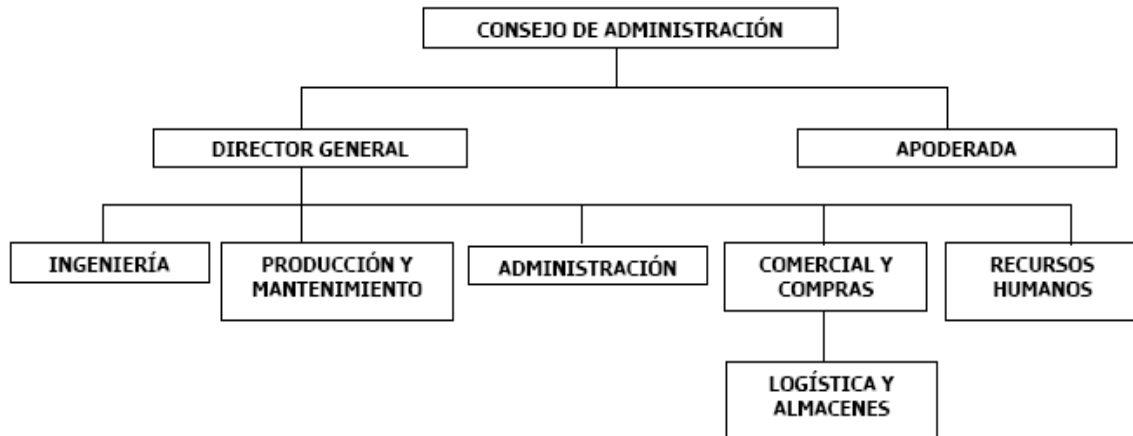 CONSEJO DE ADMINISTRACIÓN
DIRECTOR GENERAL
APODERADA
INGENIERÍA
PRODUCCIÓN Y
MANTENIMIENTO
ADMINISTRACIÓN
COMERCIAL Y
COMPRAS
RECURSOS
HUMANOS
LOGÍSTICA Y
ALMACENES